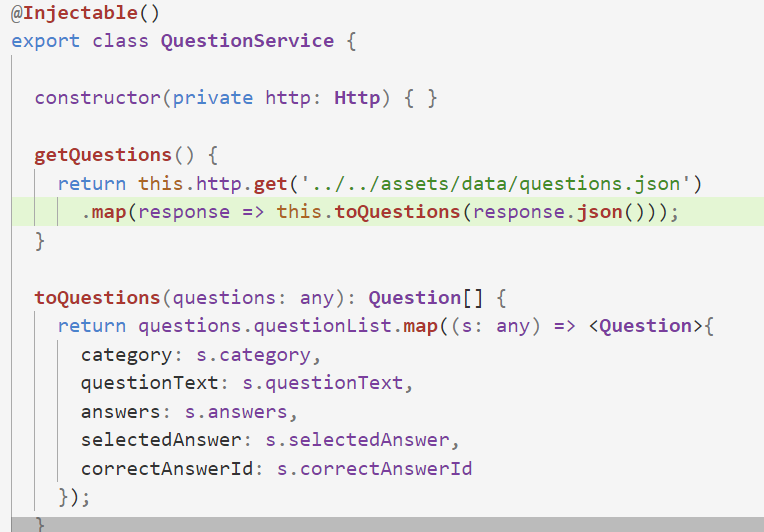 @Injectable()
export class QuestionService {
constructor(private http: Http) { }
getQuestions() {
return this.http.get('../../assets/data/questions.json')
.map(response => this.toQuestions(response.json()));
}
toQuestions(questions: any): Question[] {
return questions.questionList.map((s: any) => <Question>{
category: s.category,
questionText: s.questionText,
answers: s.answers,
selectedAnswer: s.selectedAnswer,
correctAnswerId: s.correctAnswerId
});
}